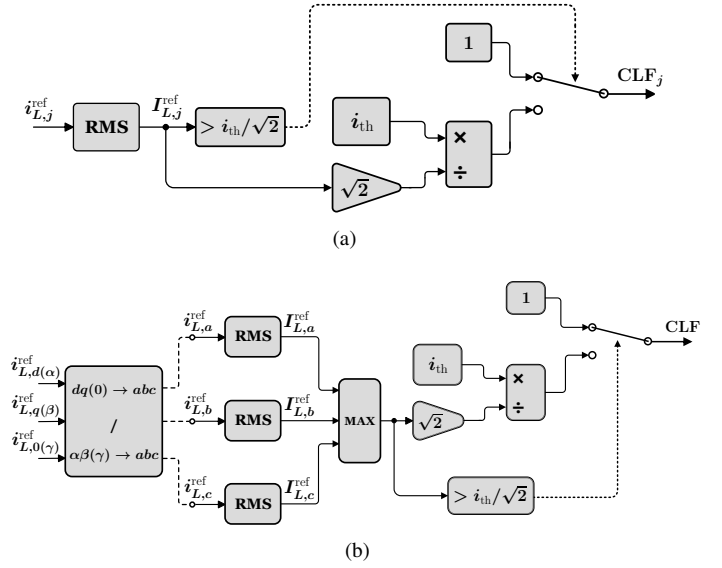 1
CLF_j
i_{L,j}^{ref}
I_{L,j}^{ref}
RMS
> i_th/√2
i_th
×
÷
√2
(a)
1
CLF
i_{L,a}^{ref}
RMS
I_{L,a}^{ref}
i_{L,d(α)}^{ref}
i_{L,q(β)}^{ref}
i_{L,0(γ)}^{ref}
dq(0) → abc
/
αβ(γ) → abc
i_{L,b}^{ref}
RMS
I_{L,b}^{ref}
i_{L,c}^{ref}
RMS
I_{L,c}^{ref}
MAX
i_th
×
÷
√2
> i_th/√2
(b)